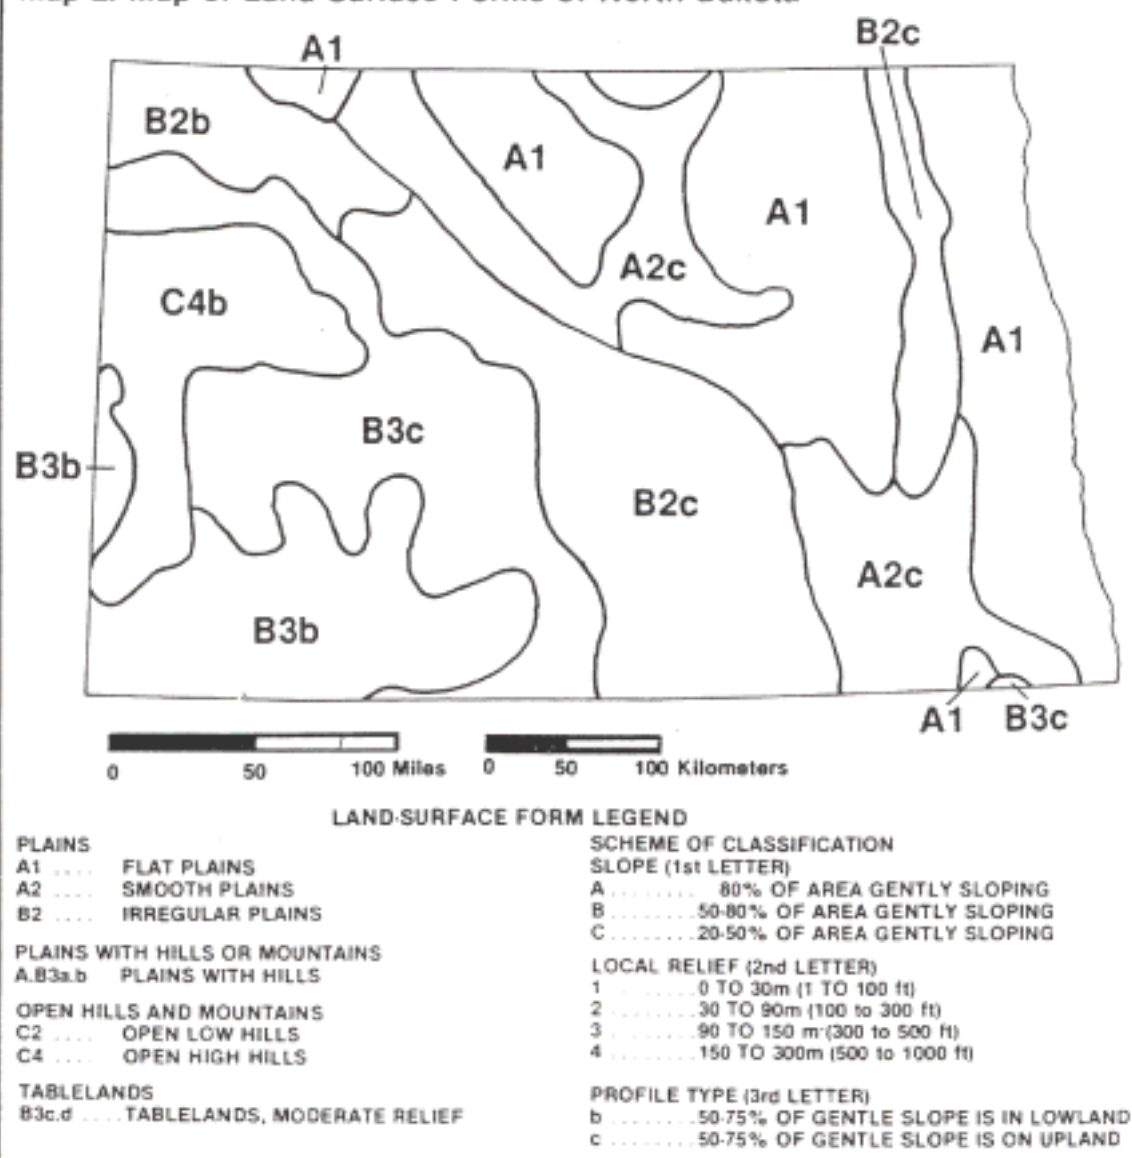 A1
B2c
B2b
A1
A1
A2c
C4b
A1
B3c
B3b
B2c
A2c
B3b
A1 B3c
0 50 100 Miles 0 50 100 Kilometers
LAND-SURFACE FORM LEGEND
PLAINS
A1 .... FLAT PLAINS
A2 .... SMOOTH PLAINS
B2 .... IRREGULAR PLAINS
PLAINS WITH HILLS OR MOUNTAINS
A.B3a.b PLAINS WITH HILLS
OPEN HILLS AND MOUNTAINS
C2 .... OPEN LOW HILLS
C4 .... OPEN HIGH HILLS
TABLELANDS
B3c.d ....TABLELANDS, MODERATE RELIEF
SCHEME OF CLASSIFICATION
SLOPE (1st LETTER)
A ........ 80% OF AREA GENTLY SLOPING
B ........50-80% OF AREA GENTLY SLOPING
C ........20-50% OF AREA GENTLY SLOPING
LOCAL RELIEF (2nd LETTER)
1 ........0 TO 30m (1 TO 100 ft)
2 ........30 TO 90m (100 to 300 ft)
3 ........90 TO 150 m (300 to 500 ft)
4 ........150 TO 300m (500 to 1000 ft)
PROFILE TYPE (3rd LETTER)
b ........50-75% OF GENTLE SLOPE IS IN LOWLAND
c ........50-75% OF GENTLE SLOPE IS ON UPLAND